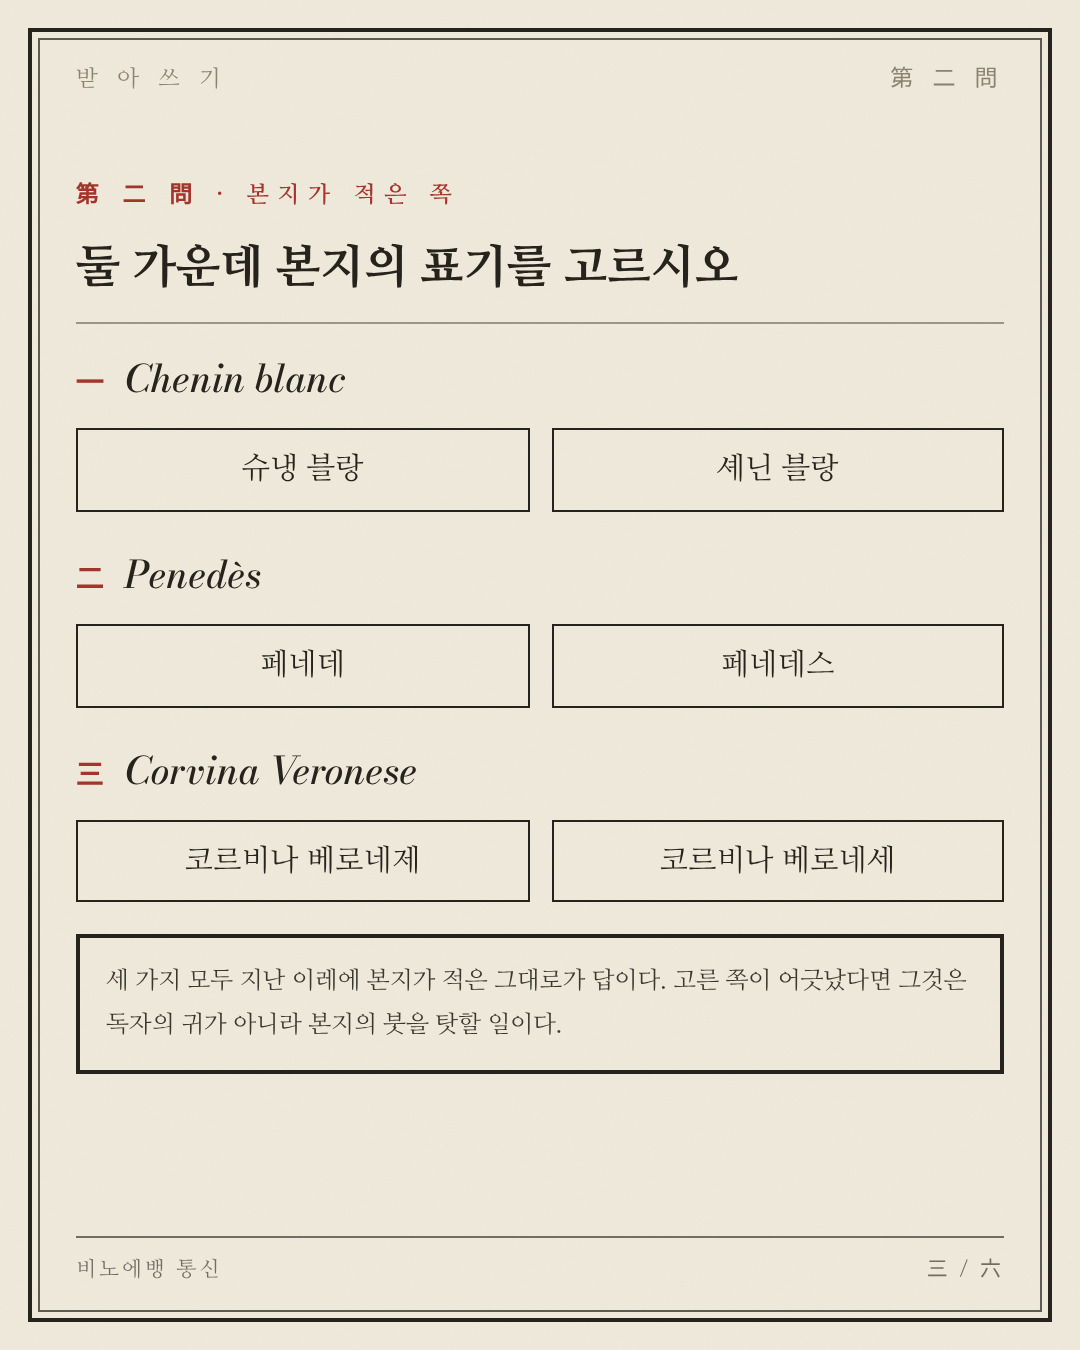 받아쓰기
第二問
第二問 · 본지가 적은 쪽
둘 가운데 본지의 표기를 고르시오
一 Chenin blanc
슈냉 블랑
셰닌 블랑
二 Penedès
페네데
페네데스
三 Corvina Veronese
코르비나 베로네제
코르비나 베로네세
세 가지 모두 지난 이레에 본지가 적은 그대로가 답이다. 고른 쪽이 어긋났다면 그것은
독자의 귀가 아니라 본지의 붓을 탓할 일이다.
비노에뱅 통신
三 / 六